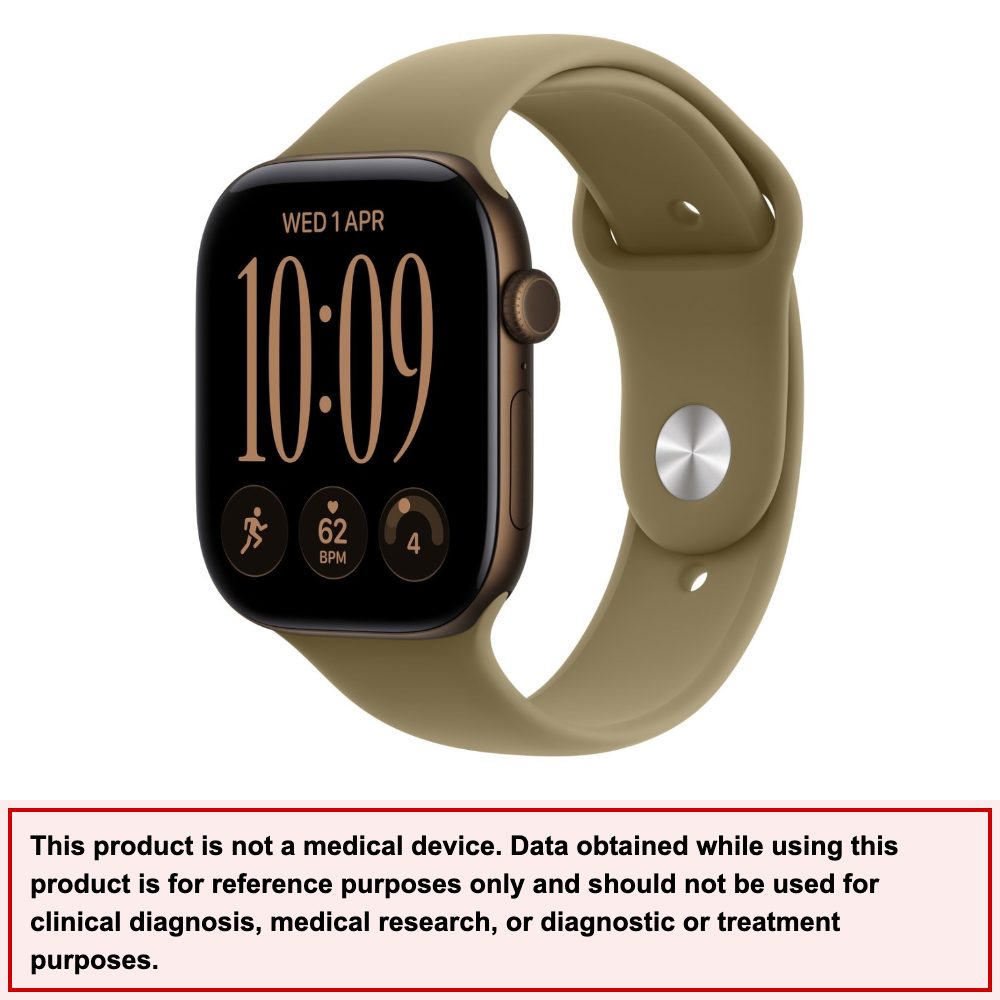 WED 1 APR
10:09
62
BPM
4
This product is not a medical device. Data obtained while using this
product is for reference purposes only and should not be used for
clinical diagnosis, medical research, or diagnostic or treatment
purposes.